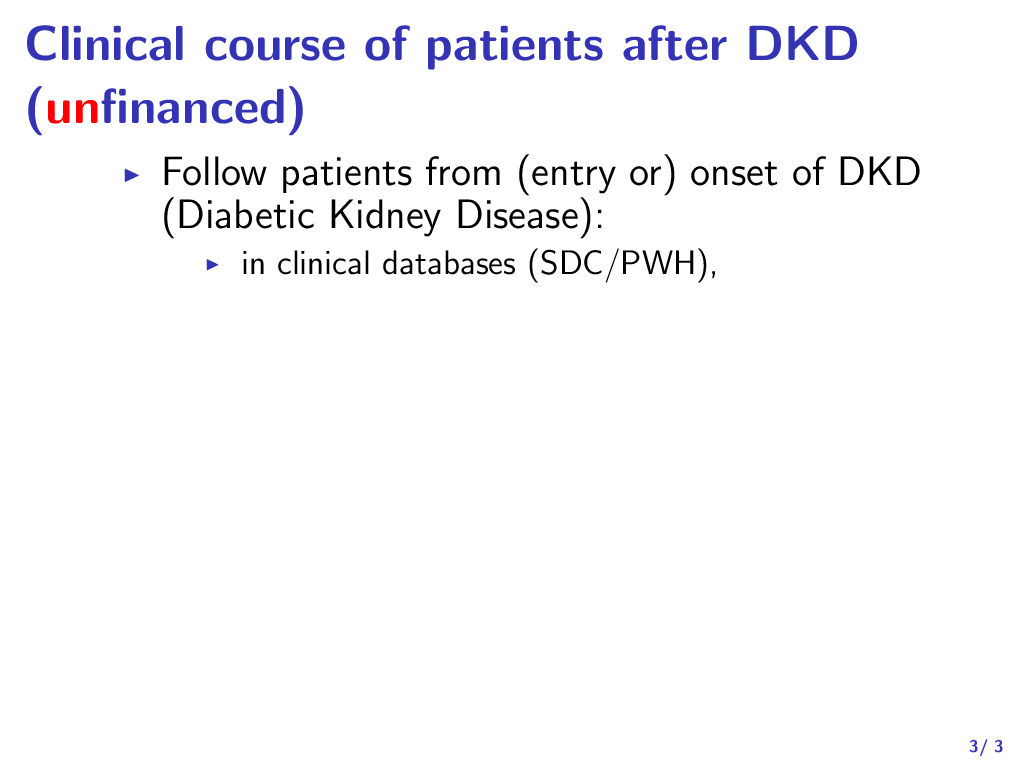 Clinical course of patients after DKD
(unfinanced)
▶ Follow patients from (entry or) onset of DKD
(Diabetic Kidney Disease):
▶ in clinical databases (SDC/PWH),
3/ 3